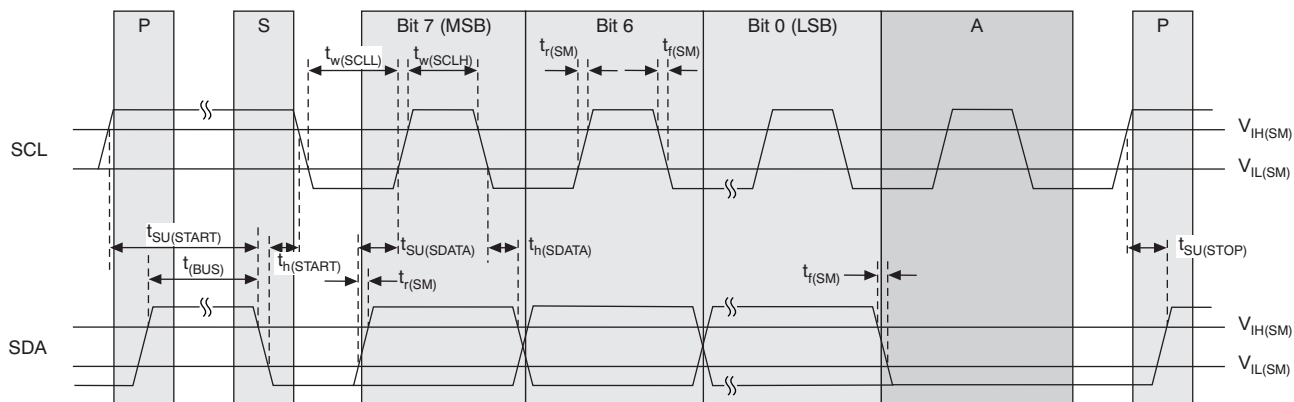 P S Bit 7 (MSB) Bit 6 Bit 0 (LSB) A P
tw(SCLL) tw(SCLH) tr(SM) tf(SM)
SCL VIH(SM)
VIL(SM)
tSU(START) th(START) tSU(SDATA) th(SDATA) tSU(STOP)
t(BUS) tr(SM) tf(SM)
SDA VIH(SM)
VIL(SM)